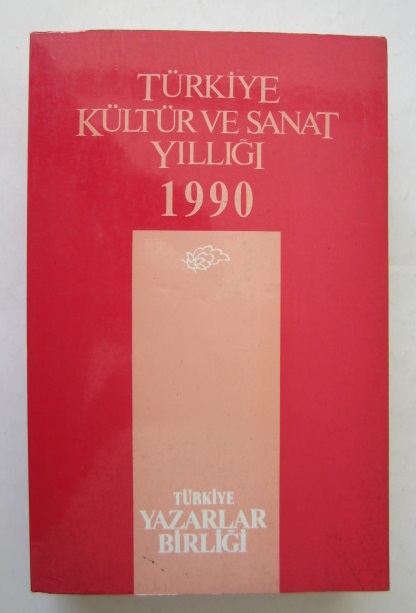 TÜRKİYE
KÜLTÜR VE SANAT
YILLIĞI
1990
TÜRKİYE
YAZARLAR
BİRLİĞİ